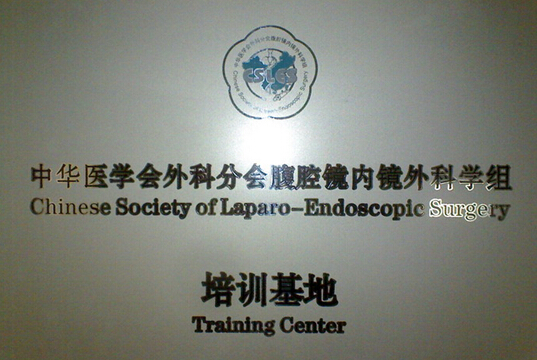 CSLES
中华医学会外科分会腹腔镜内镜外科学组
Chinese Society of Laparo-Endoscopic Surgery
培训基地
Training Center